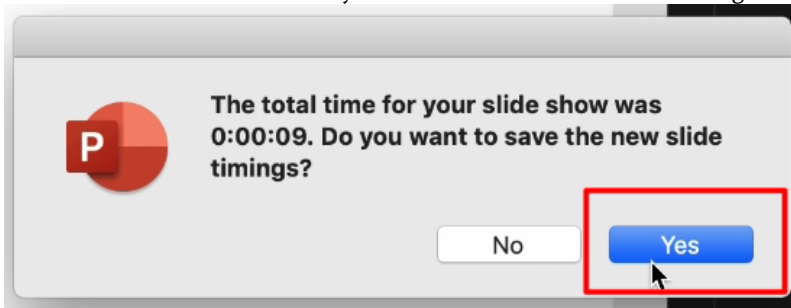 The total time for your slide show was
0:00:09. Do you want to save the new slide
timings?
P
No
Yes